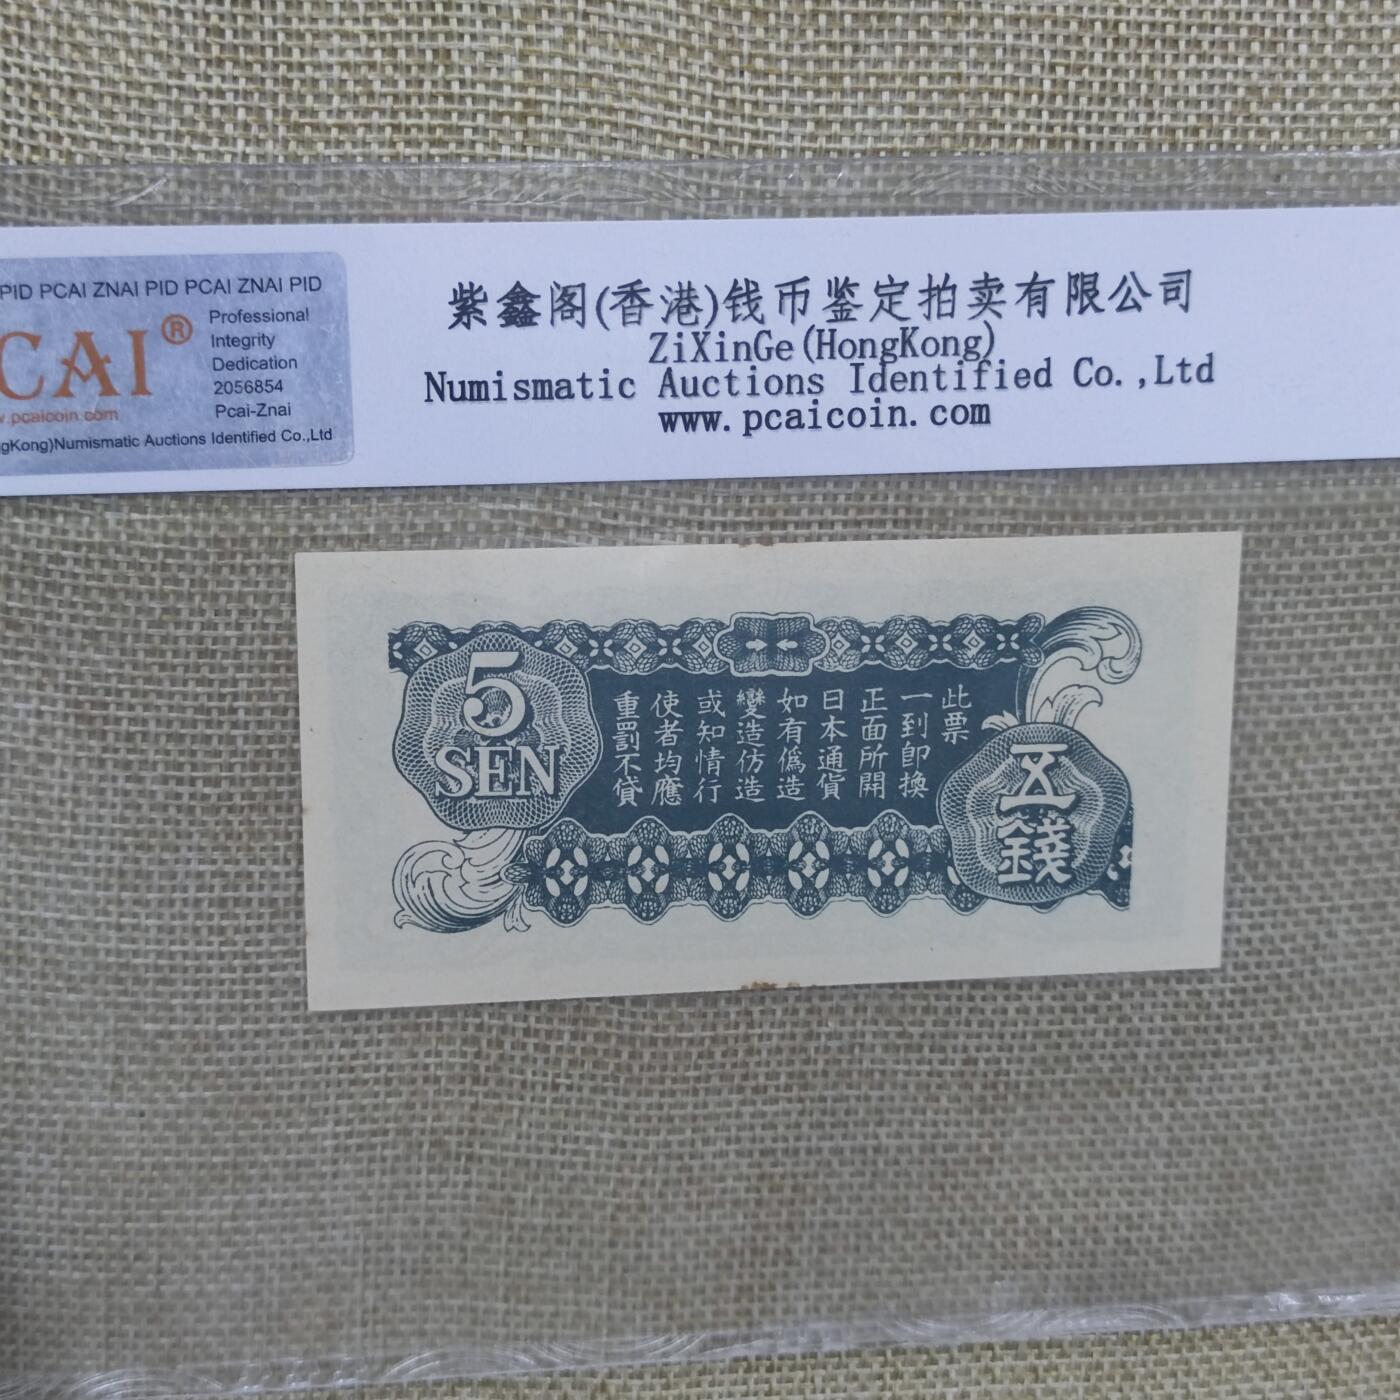 PID PCAI ZNAI PID PCAI ZNAI PID
CAI®
Professional
Integrity
Dedication
2056854
Pcai-Znai
.pcaicoin.com
gKong)Numismatic Auctions Identified Co.,Ltd
紫鑫阁(香港)钱币鉴定拍卖有限公司
ZiXinGe(HongKong)
Numismatic Auctions Identified Co.,Ltd
www.pcaicoin.com
5
SEN
此票
一到即換
正面所開
日本通貨
如有僞造
變造仿造
或知情行
使者均應
重罰不貸
五錢